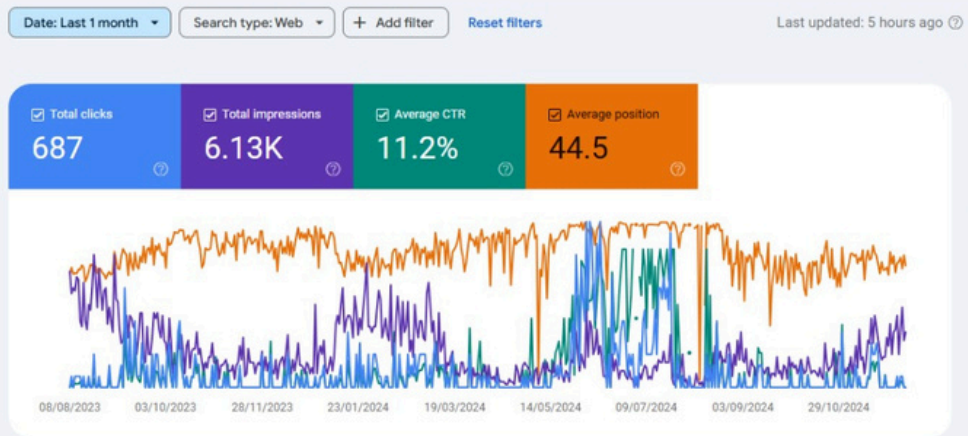 Date: Last 1 month
Search type: Web
+ Add filter
Reset filters
Last updated: 5 hours ago
Total clicks
687
Total impressions
6.13K
Average CTR
11.2%
Average position
44.5
08/08/2023 03/10/2023 28/11/2023 23/01/2024 19/03/2024 14/05/2024 09/07/2024 03/09/2024 29/10/2024